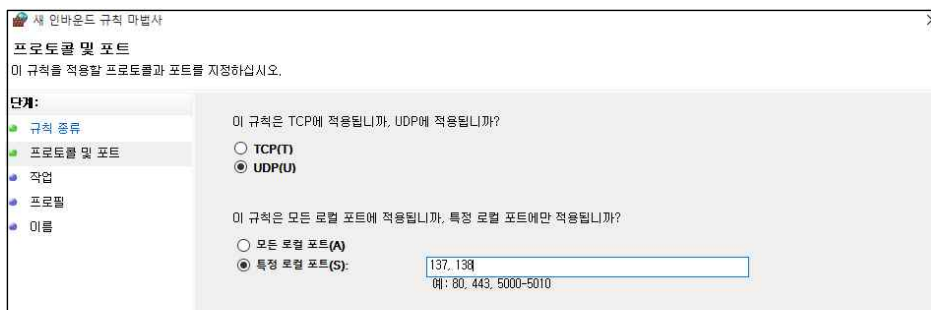 새 인바운드 규칙 마법사
프로토콜 및 포트
이 규칙을 적용할 프로토콜과 포트를 지정하십시오.
단계:
규칙 종류
프로토콜 및 포트
작업
프로필
이름
이 규칙은 TCP에 적용됩니까, UDP에 적용됩니까?
TCP(T)
UDP(U)
이 규칙은 모든 로컬 포트에 적용됩니까, 특정 로컬 포트에만 적용됩니까?
모든 로컬 포트(A)
특정 로컬 포트(S):
137, 138
예: 80, 443, 5000-5010